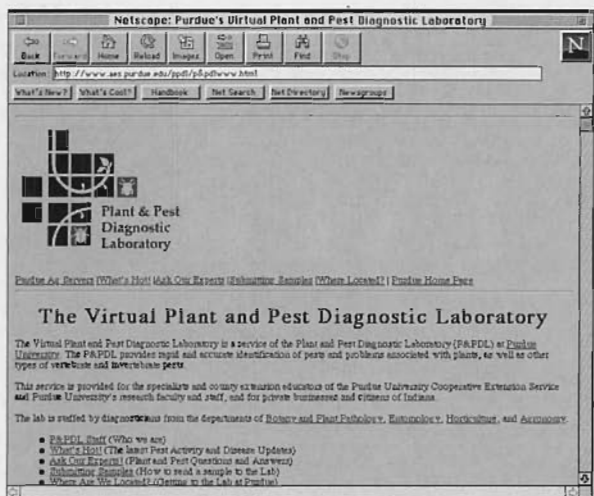 Netscape: Purdue's Virtual Plant and Pest Diagnostic Laboratory
Back Forward Home Reload Images Open Print Find Stop
N
Location: http://www.aes.purdue.edu/ppdl/p&pdlwww.html
What's New? What's Cool? Handbook Net Search Net Directory Newsgroups
Plant & Pest
Diagnostic
Laboratory
Purdue Ag Servers |What's Hot! |Ask Our Experts |Submitting Samples |Where Located? | Purdue Home Page
The Virtual Plant and Pest Diagnostic Laboratory
The Virtual Plant and Pest Diagnostic Laboratory is a service of the Plant and Pest Diagnostic Laboratory (P&PDL) at Purdue
University. The P&PDL provides rapid and accurate identification of pests and problems associated with plants, as well as other
types of vertebrate and invertebrate pests.
This service is provided for the specialists and county extension educators of the Purdue University Cooperative Extension Service
and Purdue University's research faculty and staff, and for private businesses and citizens of Indiana.
The lab is staffed by diagnosticians from the departments of Botany and Plant Pathology, Entomology, Horticulture, and Agronomy.
• P&PDL Staff (Who we are)
• What's Hot! (The latest Pest Activity and Disease Updates)
• Ask Our Experts! (Plant and Pest Questions and Answers)
• Submitting Samples (How to send a sample to the Lab)
• Where Are We Located? (Getting to the Lab at Purdue)